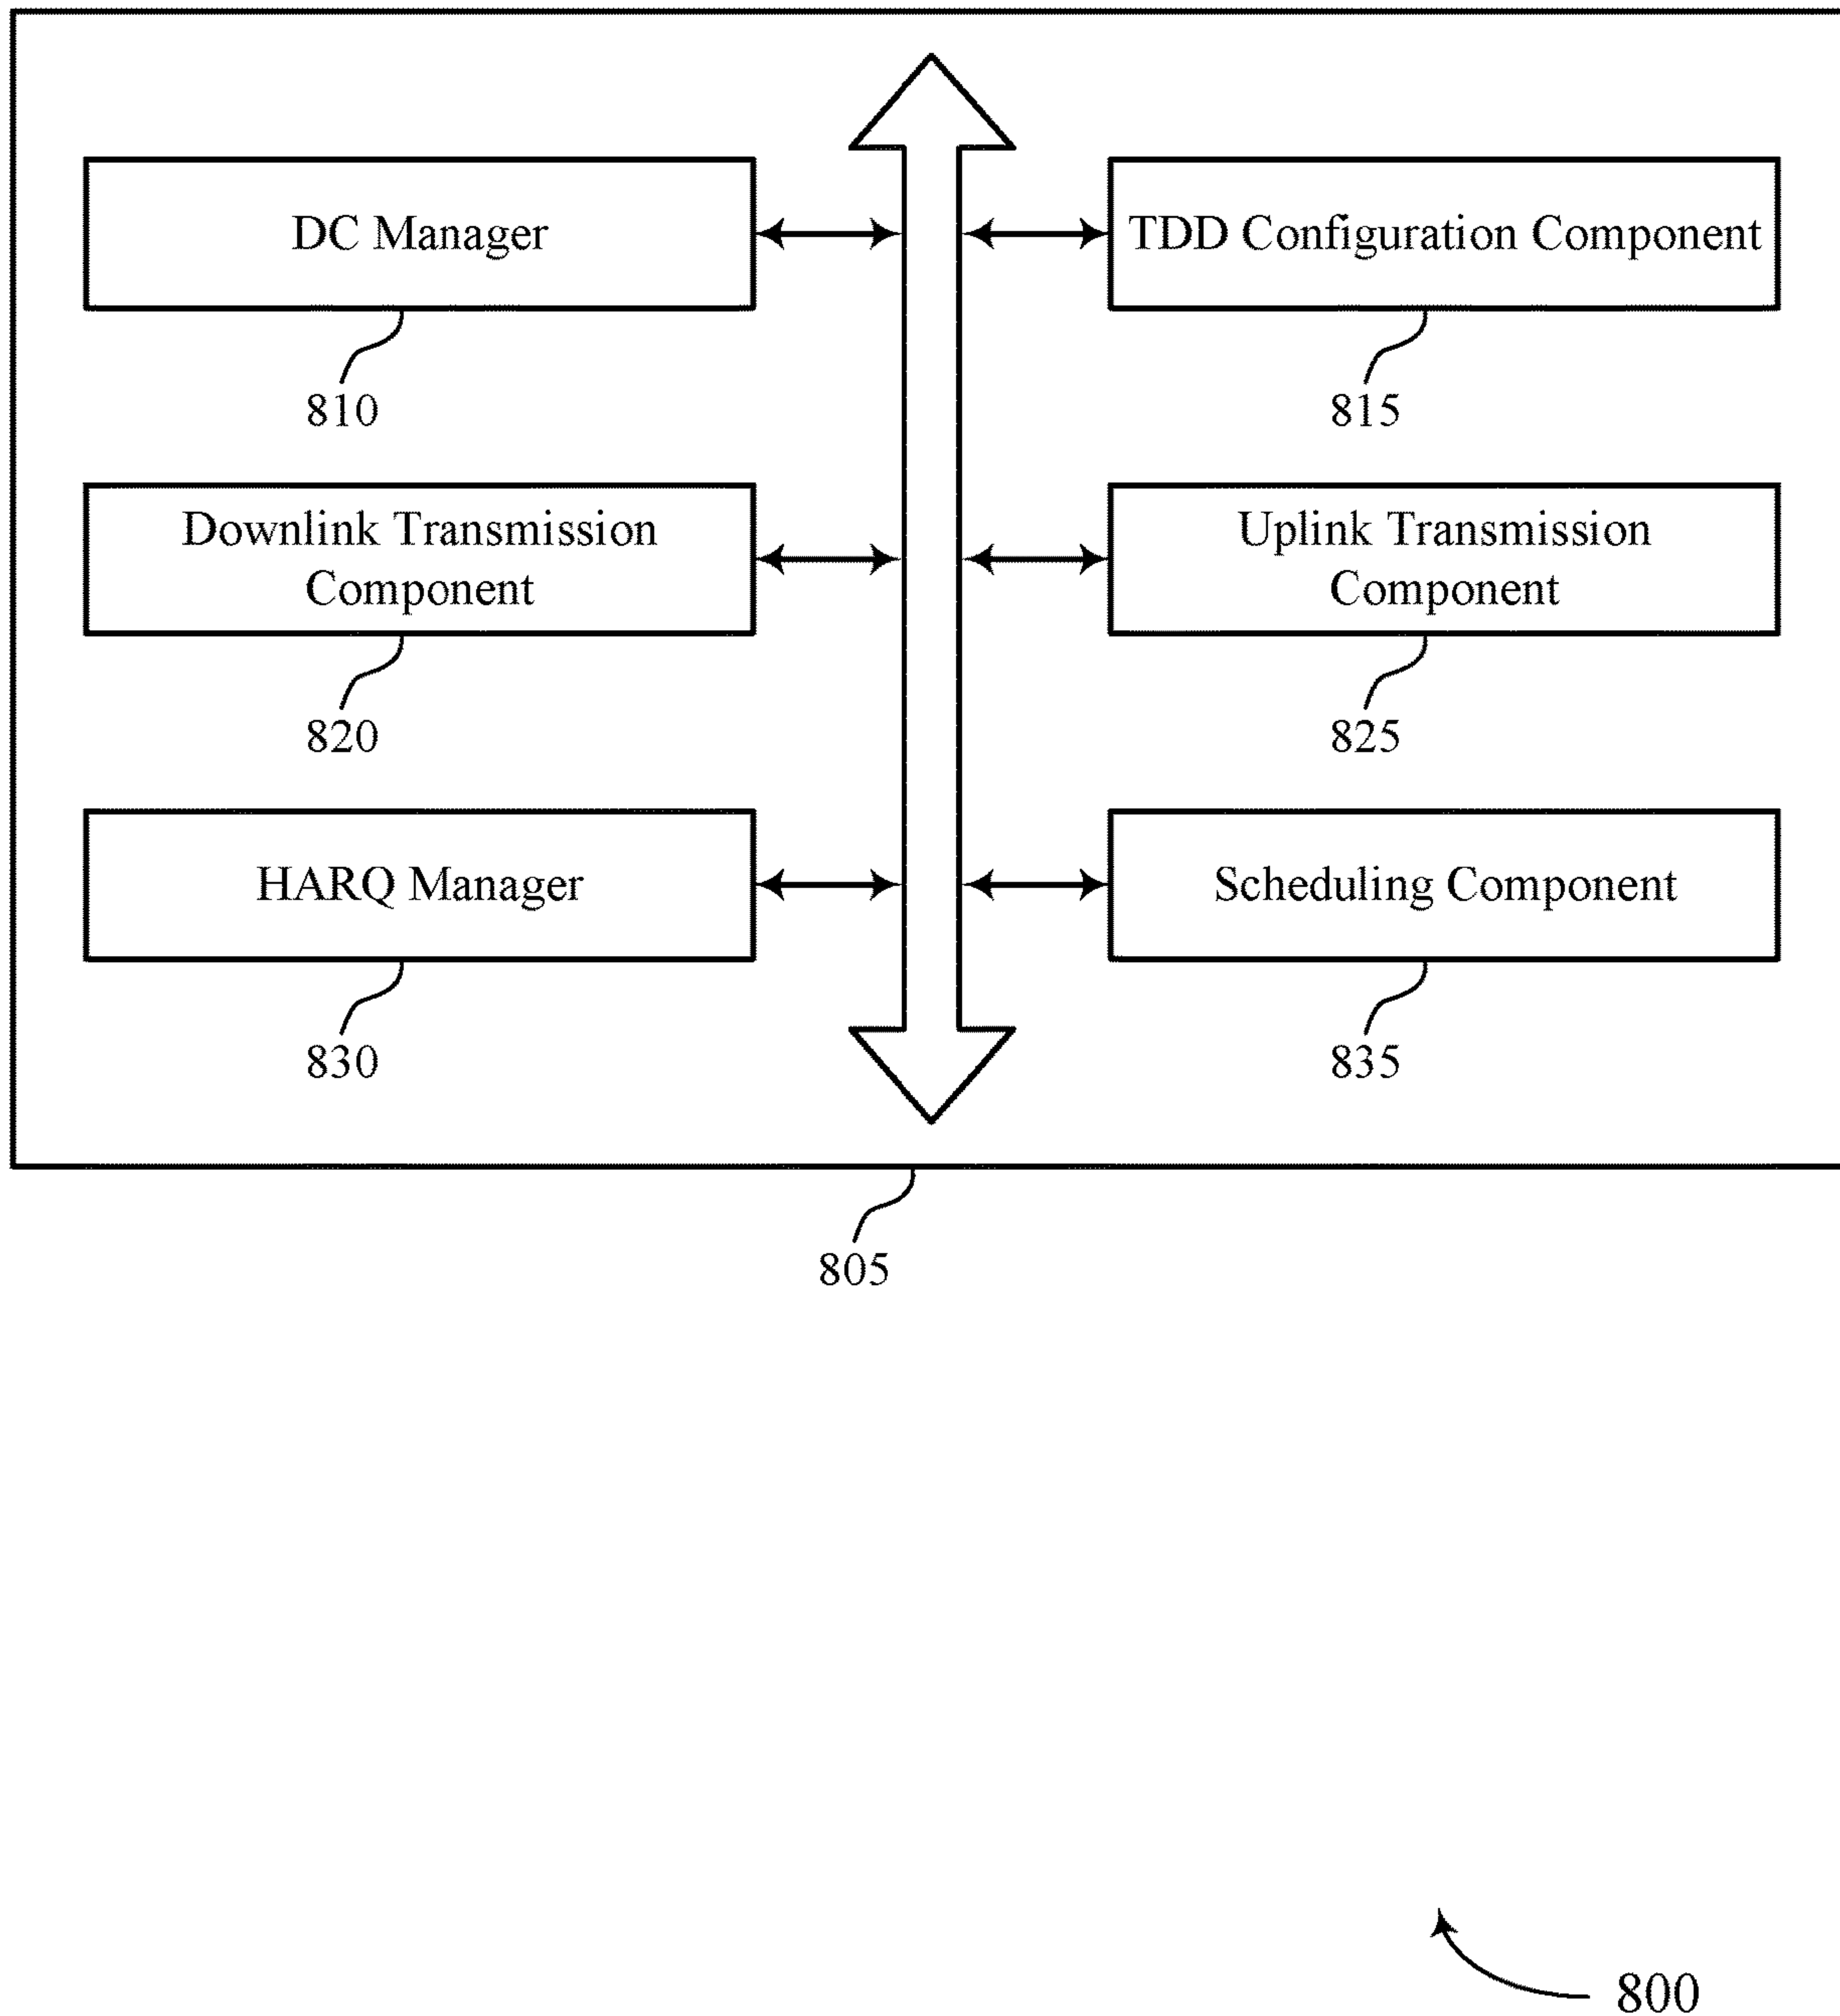 DC Manager
TDD Configuration Component
810
815
Downlink Transmission
Component
Uplink Transmission
Component
820
825
HARQ Manager
Scheduling Component
830
835
805
800